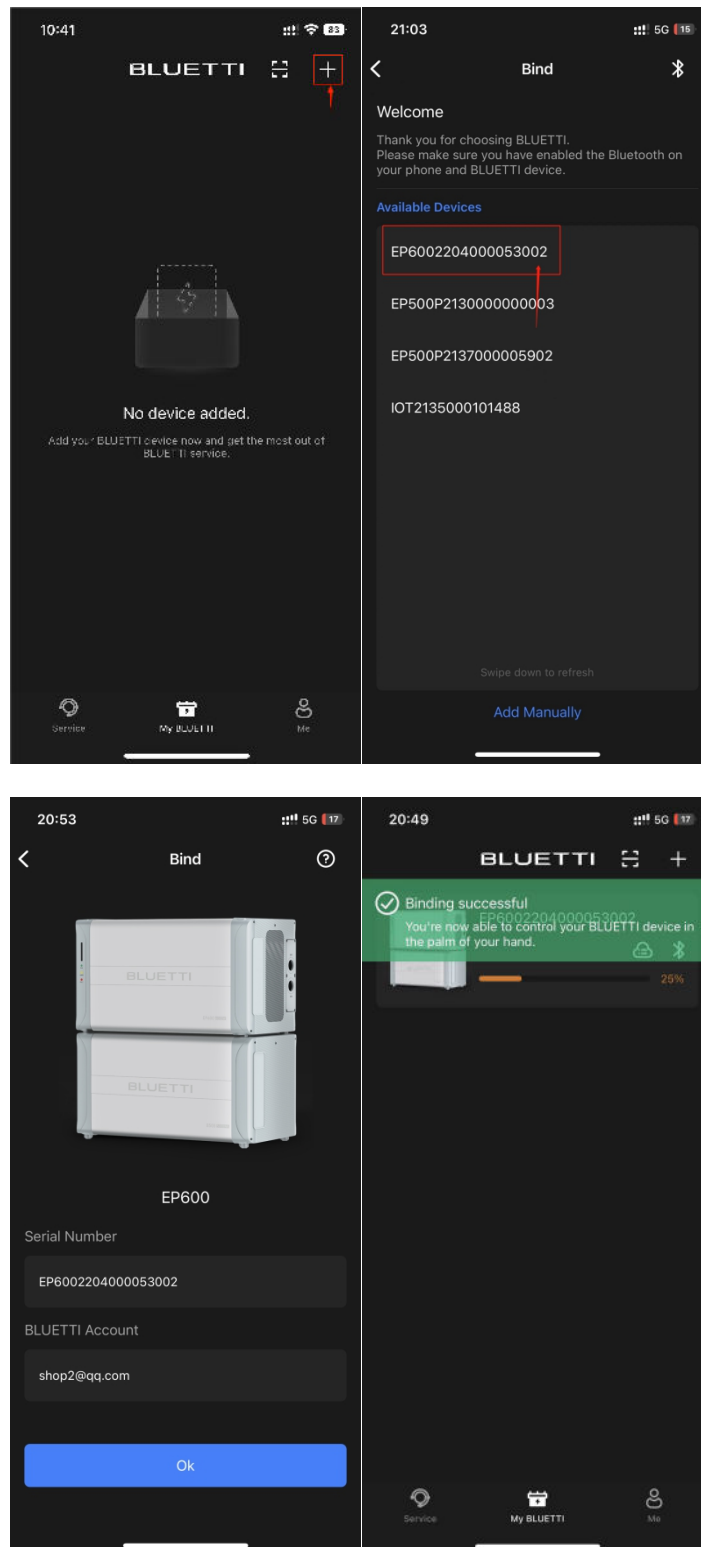 10:41
83
BLUETTI
No device added.
Add your BLUETTI device now and get the most out of
BLUETTI service.
Service
My BLUETTI
Me
21:03
5G 15
Bind
Welcome
Thank you for choosing BLUETTI.
Please make sure you have enabled the Bluetooth on
your phone and BLUETTI device.
Available Devices
EP6002204000053002
EP500P2130000000003
EP500P2137000005902
IOT2135000101488
Swipe down to refresh
Add Manually
20:53
5G 17
Bind
BLUETTI
BLUETTI
EP600
Serial Number
EP6002204000053002
BLUETTI Account
shop2@qq.com
Ok
20:49
5G 17
BLUETTI
Binding successful
EP6002204000053002
You're now able to control your BLUETTI device in
the palm of your hand.
25%
Service
My BLUETTI
Me